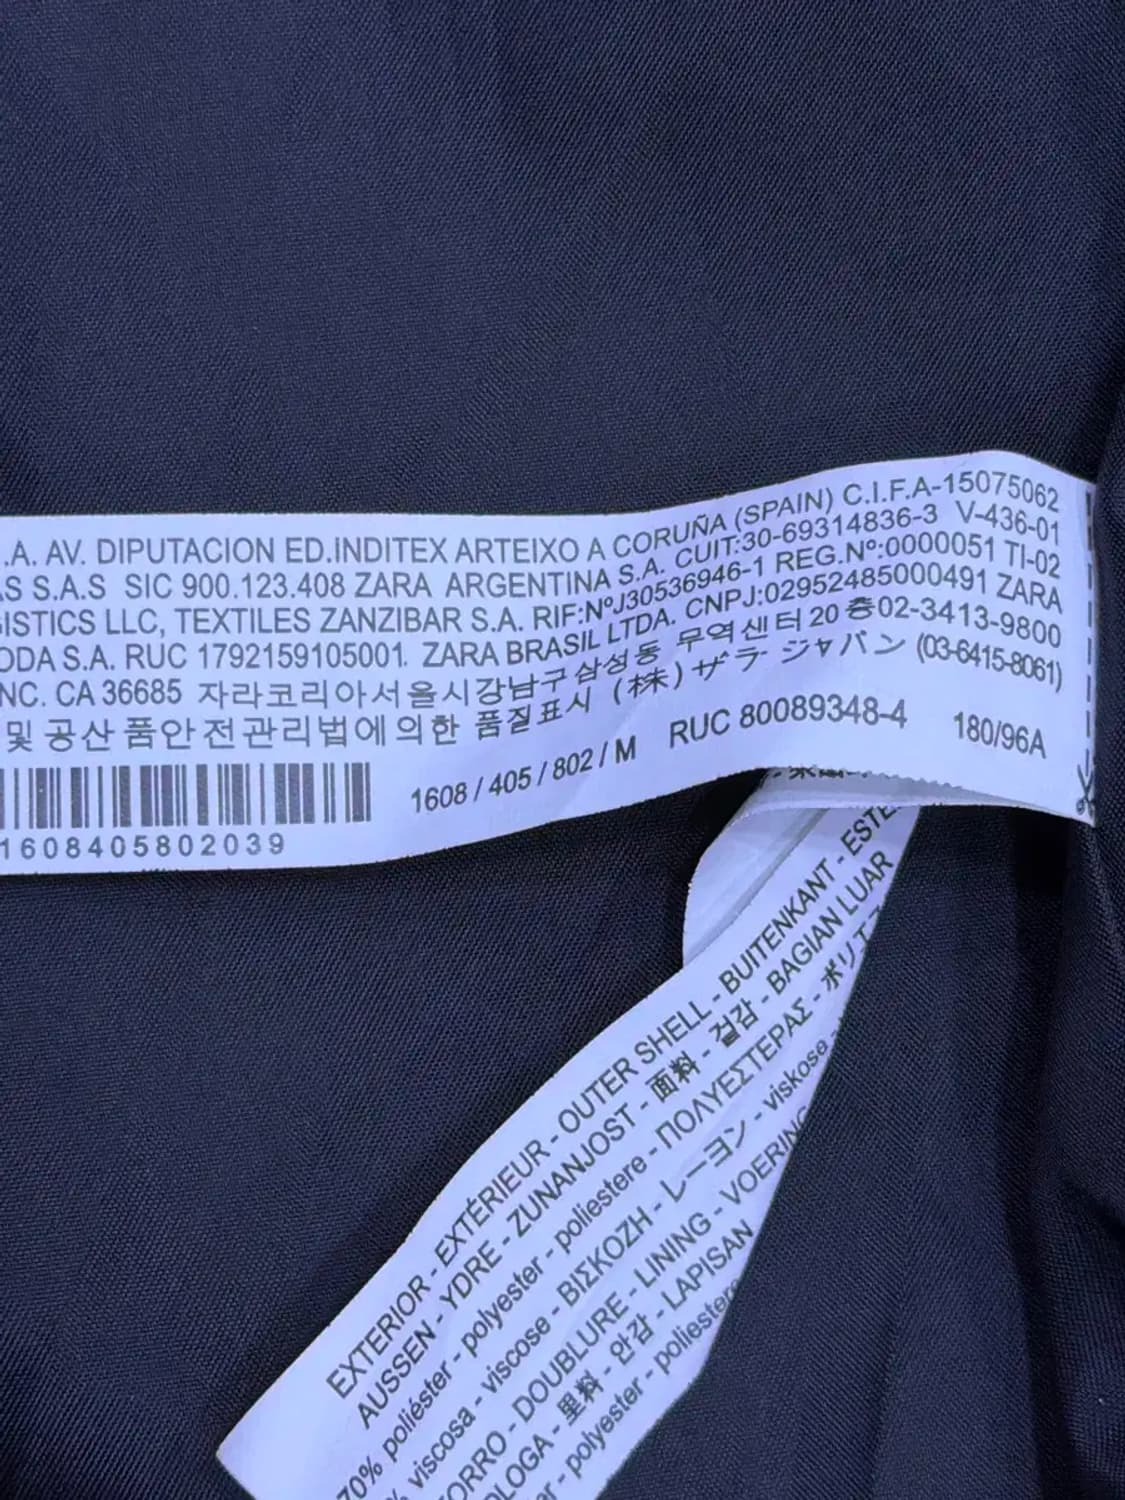 .A. AV. DIPUTACION ED.INDITEX ARTEIXO A CORUÑA (SPAIN) C.I.F.A-15075062
AS S.A.S SIC 900.123.408 ZARA ARGENTINA S.A. CUIT:30-69314836-3 V-436-01
GISTICS LLC, TEXTILES ZANZIBAR S.A. RIF:NºJ30536946-1 REG.Nº:0000051 TI-02
ODA S.A. RUC 1792159105001. ZARA BRASIL LTDA. CNPJ:02952485000491 ZARA
NC. CA 36685 자라코리아서울시강남구삼성동 무역센터 20층02-3413-9800
및 공산품안전관리법에의한 품질표시 (株)ザラ・ジャパン (03-6415-8061)
1608 / 405 / 802 / M RUC 80089348-4 180/96A
1608405802039
EXTERIOR - EXTÉRIEUR - OUTER SHELL - BUITENKANT - ESTE
AUSSEN - YDRE - ZUNANJOST - 面料 - 겉감 - BAGIAN LUAR
70% poliéster - polyester - poliestere - ΠΟΛΥΕΣΤΕΡΑΣ - ポリエス
% viscosa - viscose - ΒΙΣΚΟΖΗ - レーヨン - viskose -
ORRO - DOUBLURE - LINING - VOERING
OLOGA - 里料 - 안감 - LAPISAN
er - polyester - poliester